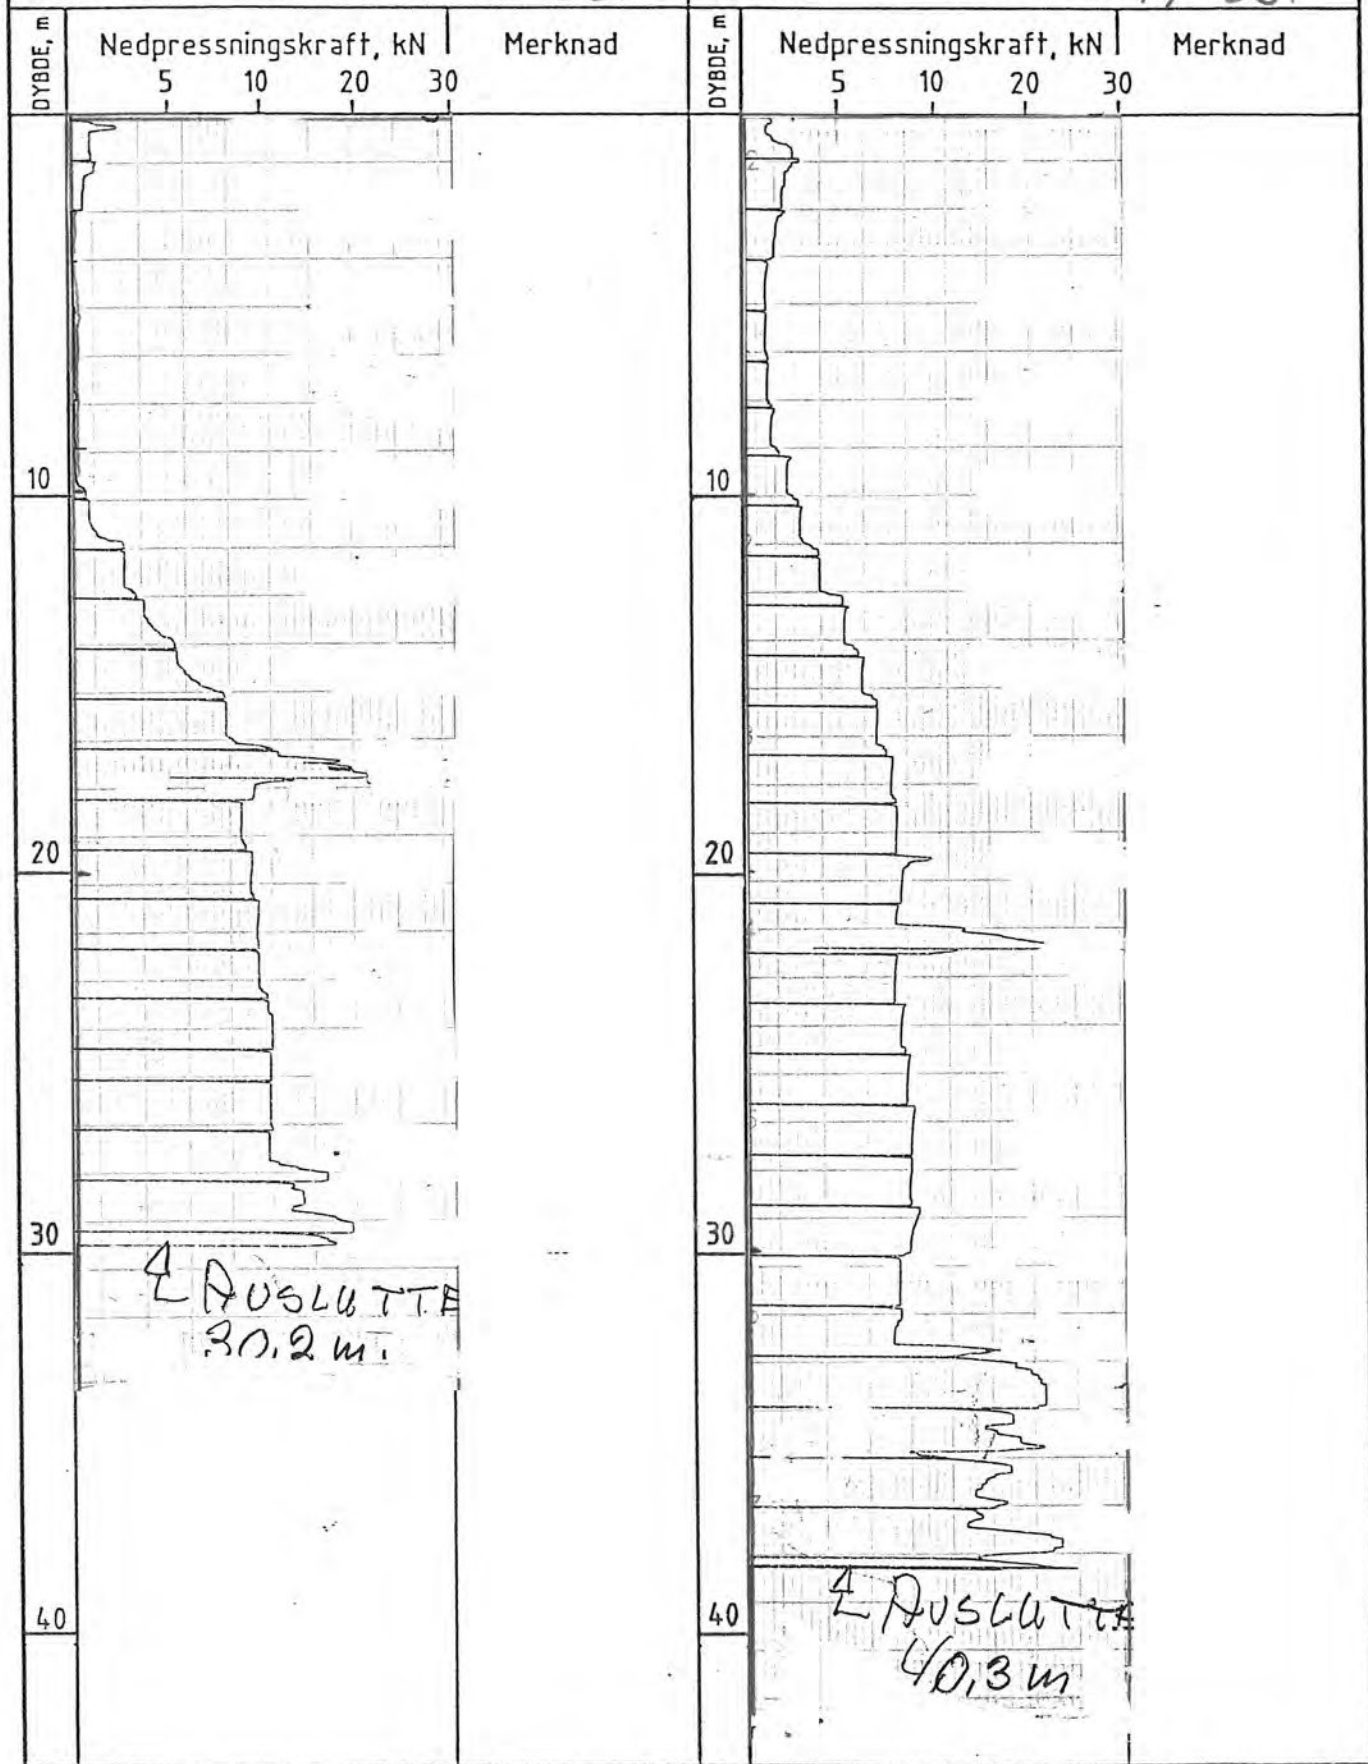 DYBDE, m
Nedpressningskraft, kN
Merknad
5 10 20 30
10
20
30
AVSLUTTE
30.2 m.
40
DYBDE, m
Nedpressningskraft, kN
Merknad
5 10 20 30
10
20
30
40
AVSLUTTE
40,3 m